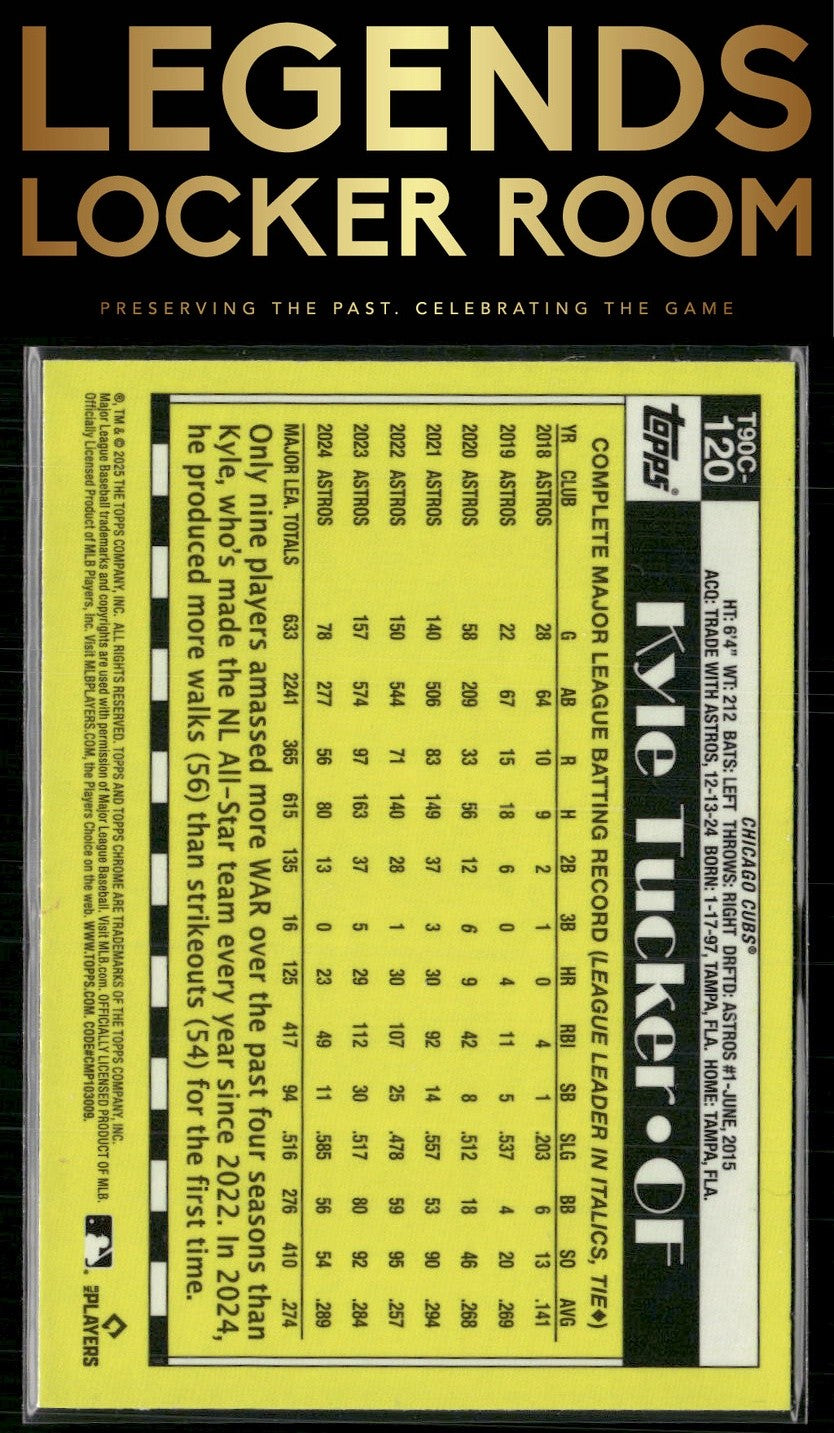 LEGENDS
LOCKER ROOM
PRESERVING THE PAST. CELEBRATING THE GAME
T90C-
120
topps®
CHICAGO CUBS®
HT: 6'4" WT: 212 BATS: LEFT THROWS: RIGHT DRFTD: ASTROS #1-JUNE, 2015
ACQ: TRADE WITH ASTROS, 12-13-24 BORN: 1-17-97, TAMPA, FLA. HOME: TAMPA, FLA.
Kyle Tucker • OF
COMPLETE MAJOR LEAGUE BATTING RECORD (LEAGUE LEADER IN ITALICS, TIE◆)
YR CLUB G AB R H 2B 3B HR RBI SB SLG BB SO AVG
2018 ASTROS 28 64 10 9 2 1 0 4 1 .203 6 13 .141
2019 ASTROS 22 67 15 18 6 0 4 11 5 .537 4 20 .269
2020 ASTROS 58 209 33 56 12 6 9 42 8 .512 18 46 .268
2021 ASTROS 140 506 83 149 37 3 30 92 14 .557 53 90 .294
2022 ASTROS 150 544 71 140 28 1 30 107 25 .478 59 95 .257
2023 ASTROS 157 574 97 163 37 5 29 112 30 .517 80 92 .284
2024 ASTROS 78 277 56 80 13 0 23 49 11 .585 56 54 .289
MAJOR LEA. TOTALS 633 2241 365 615 135 16 125 417 94 .516 276 410 .274
Only nine players amassed more WAR over the past four seasons than
Kyle, who's made the NL All-Star team every year since 2022. In 2024,
he produced more walks (56) than strikeouts (54) for the first time.
®, TM & © 2025 THE TOPPS COMPANY, INC. ALL RIGHTS RESERVED. TOPPS AND TOPPS CHROME ARE TRADEMARKS OF THE TOPPS COMPANY, INC.
Major League Baseball trademarks and copyrights are used with permission of Major League Baseball. Visit MLB.com. OFFICIALLY LICENSED PRODUCT OF MLB.
Officially Licensed Product of MLB Players, Inc. Visit MLBPLAYERS.COM, the Players Choice on the web. WWW.TOPPS.COM. CODE#CMP103009.
MLB PLAYERS